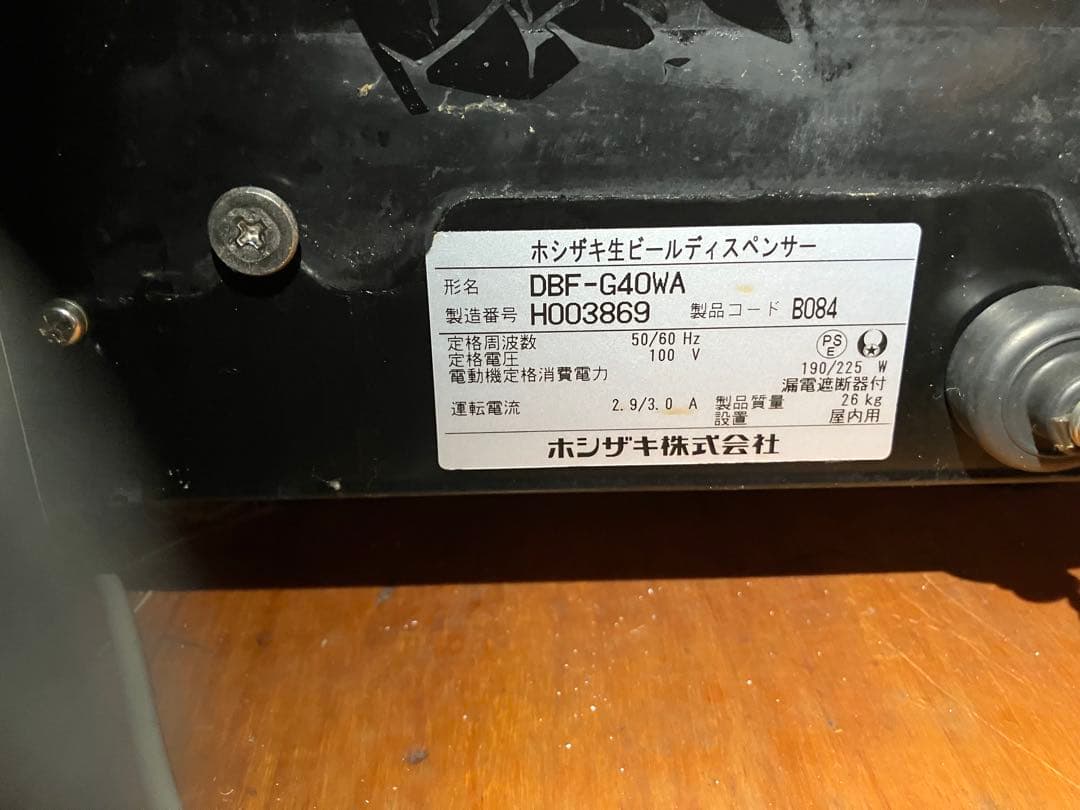 ホシザキ生ビールディスペンサー
形名 DBF-G40WA
製造番号 H003869 製品コード B084
定格周波数 50/60 Hz
定格電圧 100 V
PS E
電動機定格消費電力 190/225 W
漏電遮断器付
運転電流 2.9/3.0 A 製品質量 26 kg
設置 屋内用
ホシザキ株式会社